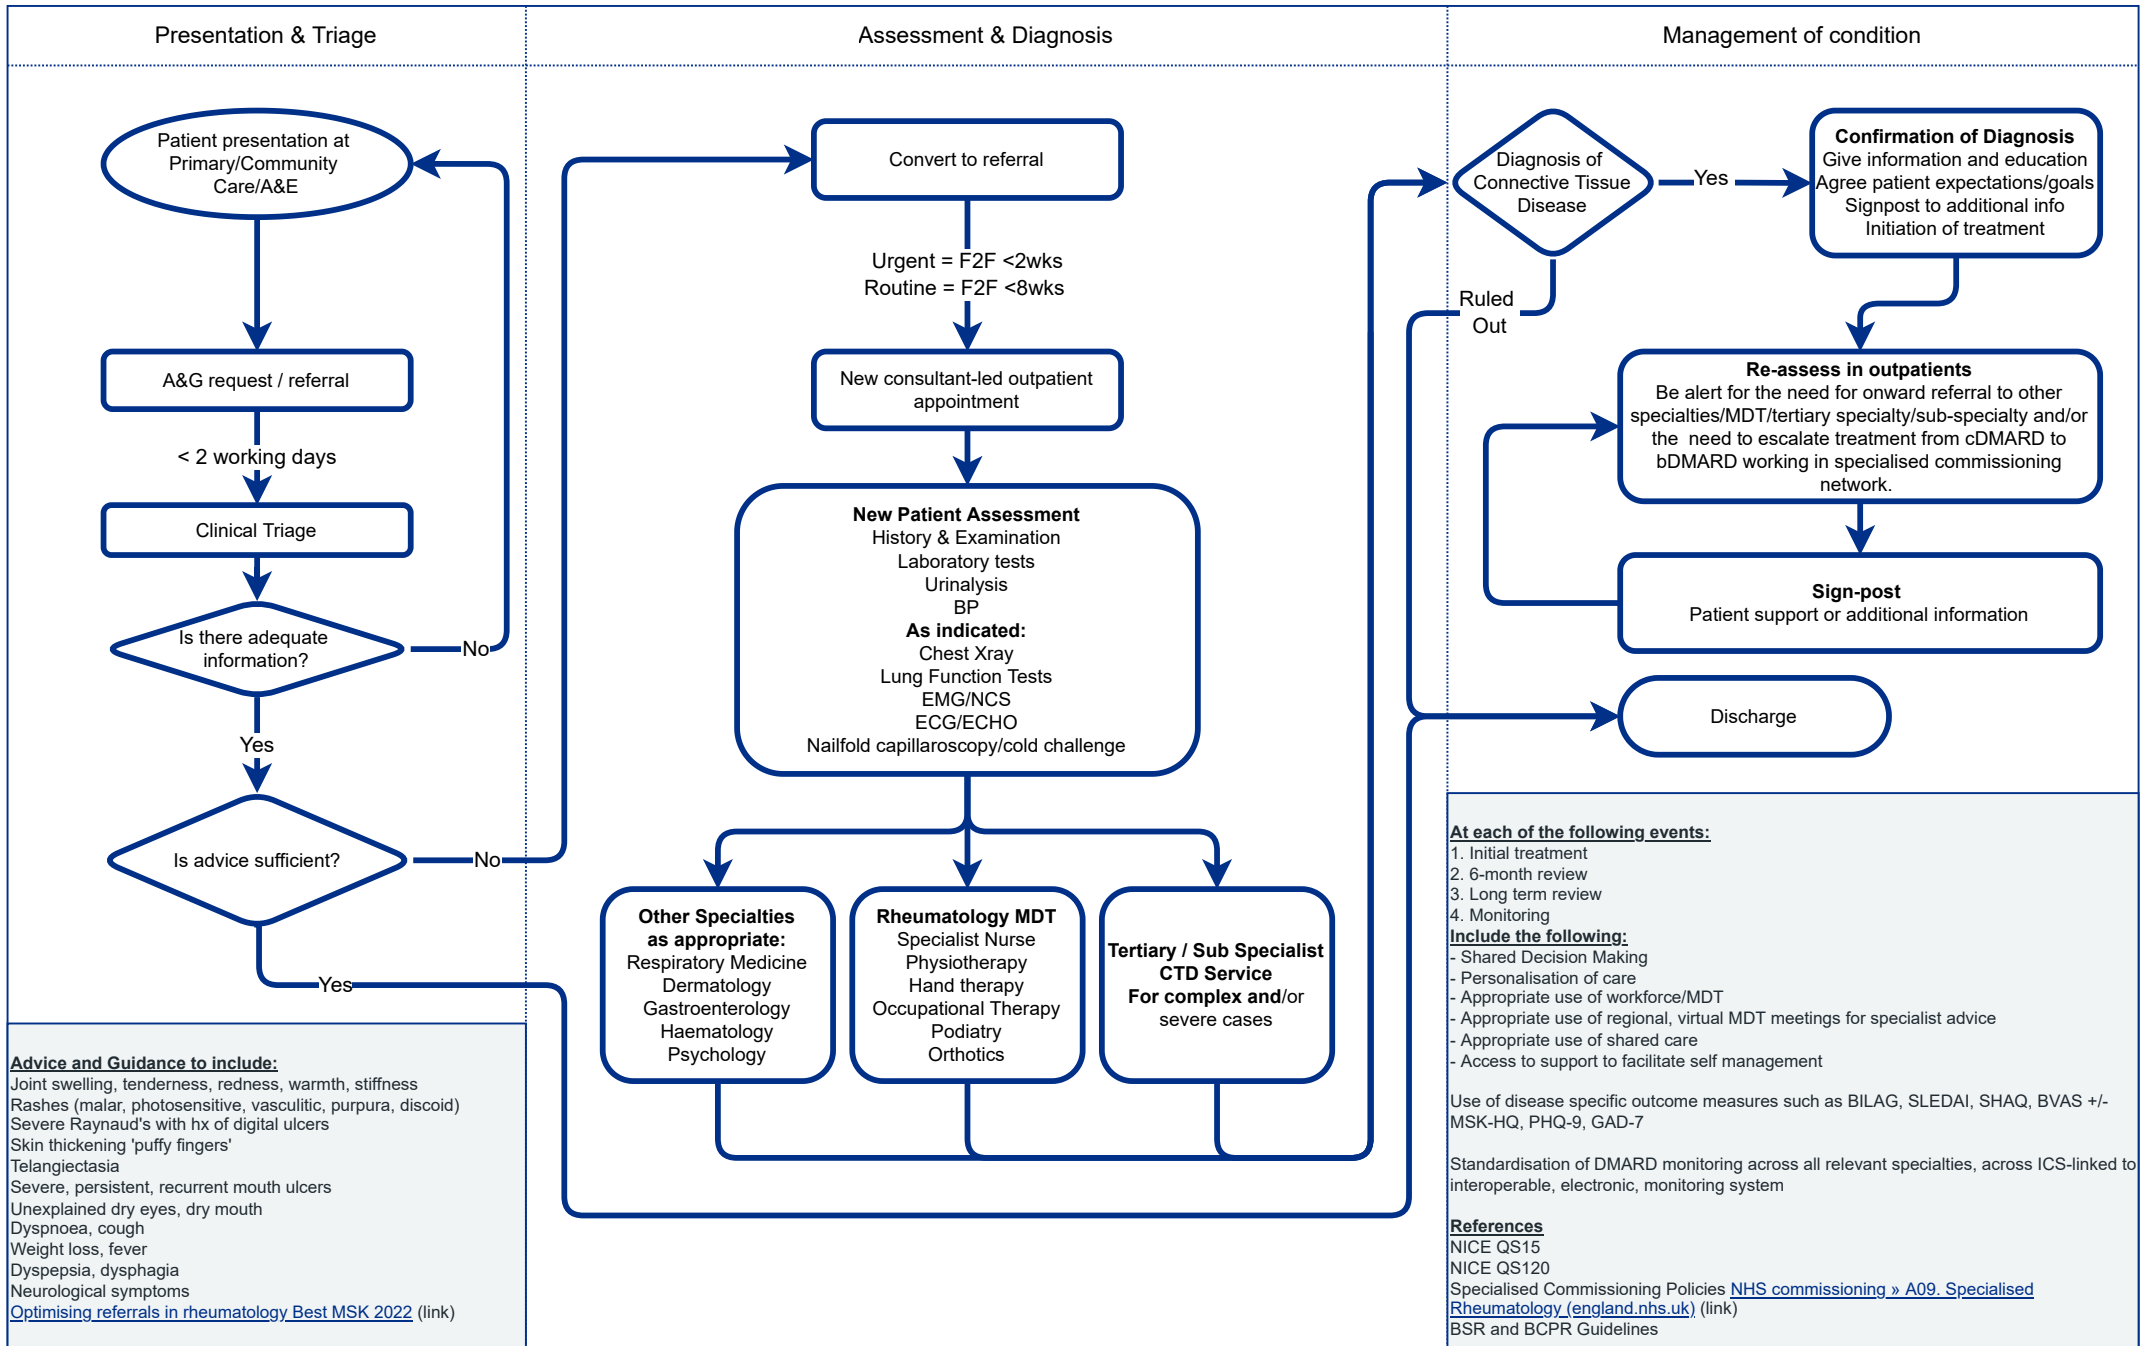 Presentation & Triage
Assessment & Diagnosis
Management of condition
Patient presentation at
Primary/Community
Care/A&E
A&G request / referral
< 2 working days
Clinical Triage
Is there adequate
information?
No
Yes
Is advice sufficient?
No
Yes
Advice and Guidance to include:
Joint swelling, tenderness, redness, warmth, stiffness
Rashes (malar, photosensitive, vasculitic, purpura, discoid)
Severe Raynaud's with hx of digital ulcers
Skin thickening 'puffy fingers'
Telangiectasia
Severe, persistent, recurrent mouth ulcers
Unexplained dry eyes, dry mouth
Dyspnoea, cough
Weight loss, fever
Dyspepsia, dysphagia
Neurological symptoms
Optimising referrals in rheumatology Best MSK 2022 (link)
Convert to referral
Urgent = F2F <2wks
Routine = F2F <8wks
New consultant-led outpatient
appointment
New Patient Assessment
History & Examination
Laboratory tests
Urinalysis
BP
As indicated:
Chest Xray
Lung Function Tests
EMG/NCS
ECG/ECHO
Nailfold capillaroscopy/cold challenge
Other Specialties
as appropriate:
Respiratory Medicine
Dermatology
Gastroenterology
Haematology
Psychology
Rheumatology MDT
Specialist Nurse
Physiotherapy
Hand therapy
Occupational Therapy
Podiatry
Orthotics
Tertiary / Sub Specialist
CTD Service
For complex and/or
severe cases
Diagnosis of
Connective Tissue
Disease
Yes
Ruled
Out
Confirmation of Diagnosis
Give information and education
Agree patient expectations/goals
Signpost to additional info
Initiation of treatment
Re-assess in outpatients
Be alert for the need for onward referral to other
specialties/MDT/tertiary specialty/sub-specialty and/or
the need to escalate treatment from cDMARD to
bDMARD working in specialised commissioning
network.
Sign-post
Patient support or additional information
Discharge
At each of the following events:
1. Initial treatment
2. 6-month review
3. Long term review
4. Monitoring
Include the following:
- Shared Decision Making
- Personalisation of care
- Appropriate use of workforce/MDT
- Appropriate use of regional, virtual MDT meetings for specialist advice
- Appropriate use of shared care
- Access to support to facilitate self management
Use of disease specific outcome measures such as BILAG, SLEDAI, SHAQ, BVAS +/-
MSK-HQ, PHQ-9, GAD-7
Standardisation of DMARD monitoring across all relevant specialties, across ICS-linked to
interoperable, electronic, monitoring system
References
NICE QS15
NICE QS120
Specialised Commissioning Policies NHS commissioning » A09. Specialised
Rheumatology (england.nhs.uk) (link)
BSR and BCPR Guidelines